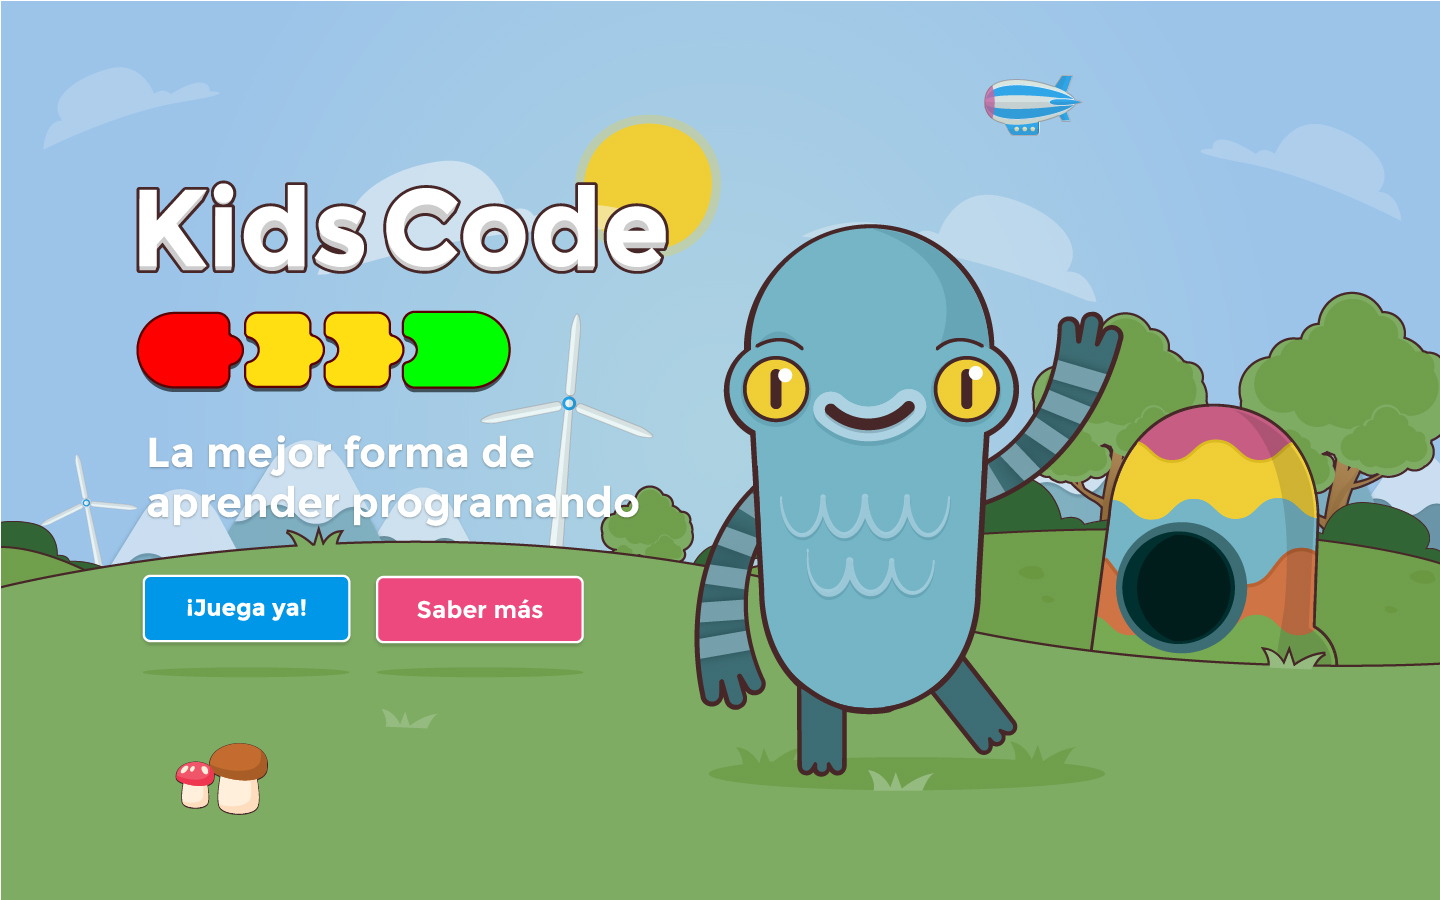 Kids Code
La mejor forma de
aprender programando
¡Juega ya!
Saber más